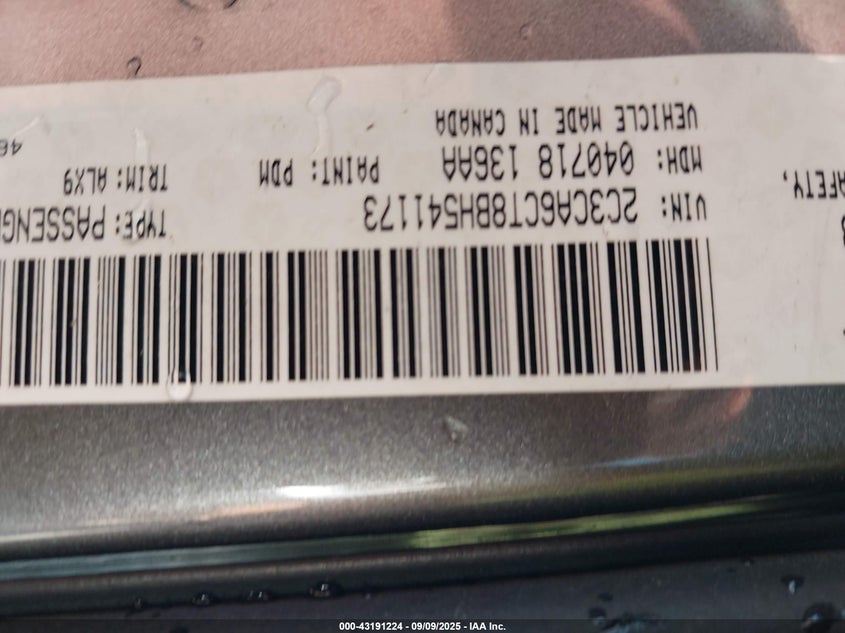 AFETY,
VIN: 2C3CA6CT8BH541173
TYPE: PASSENG
MDH: 040718 136AA
PAINT: PDM
TRIM: ALX9
VEHICLE MADE IN CANADA
46
000-43191224 - 09/09/2025 - IAA Inc.